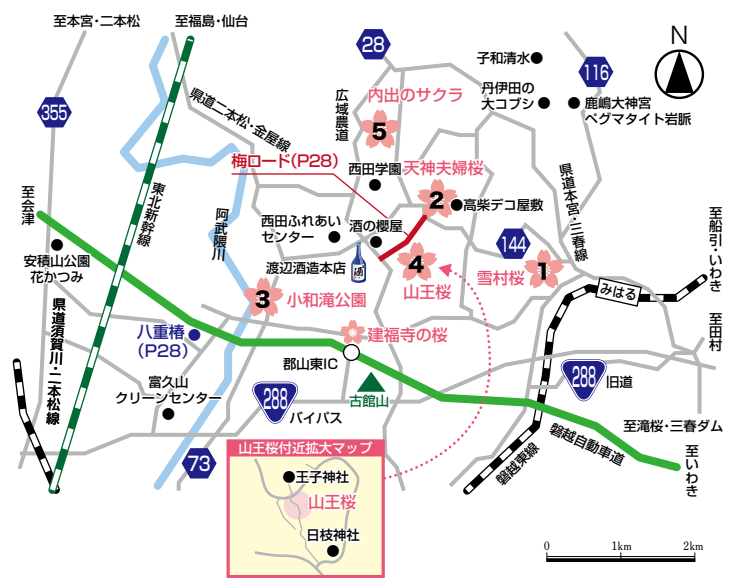 至本宮・二本松
至福島・仙台
N
28
子和清水
116
内出のサクラ
丹伊田の
大コブシ
鹿嶋大神宮
ペグマタイト岩脈
355
県道二本松・金屋線
広域農道
5
梅ロード(P28)
西田学園
天神夫婦桜
県道本宮・三春線
至会津
東北新幹線
2
高柴デコ屋敷
阿武隈川
西田ふれあい
センター
酒の櫻屋
144
至船引・いわき
安積山公園
花かつみ
渡辺酒造本店
酒
4
雪村桜
1
山王桜
みはる
3
小和滝公園
県道須賀川・二本松線
八重椿
(P28)
建福寺の桜
至田村
郡山東IC
富久山
クリーンセンター
288
バイパス
古館山
288
旧道
至滝桜・三春ダム
73
山王桜付近拡大マップ
磐越東線
磐越自動車道
至いわき
王子神社
山王桜
日枝神社
0
1km
2km